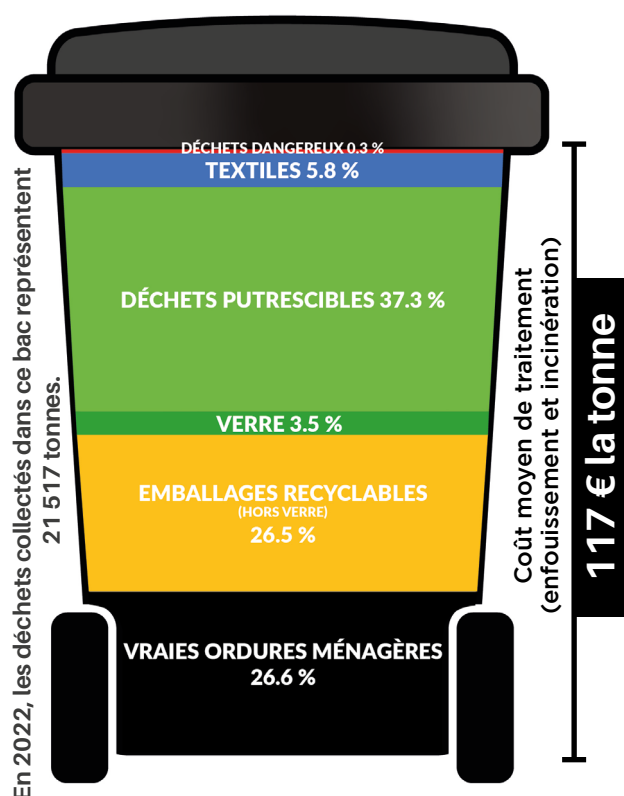 DÉCHETS DANGEREUX 0.3 %
TEXTILES 5.8 %
DÉCHETS PUTRESCIBLES 37.3 %
VERRE 3.5 %
EMBALLAGES RECYCLABLES
(HORS VERRE)
26.5 %
VRAIES ORDURES MÉNAGÈRES
26.6 %
En 2022, les déchets collectés dans ce bac représentent
21 517 tonnes.
Coût moyen de traitement
(enfouissement et incinération)
117 € la tonne